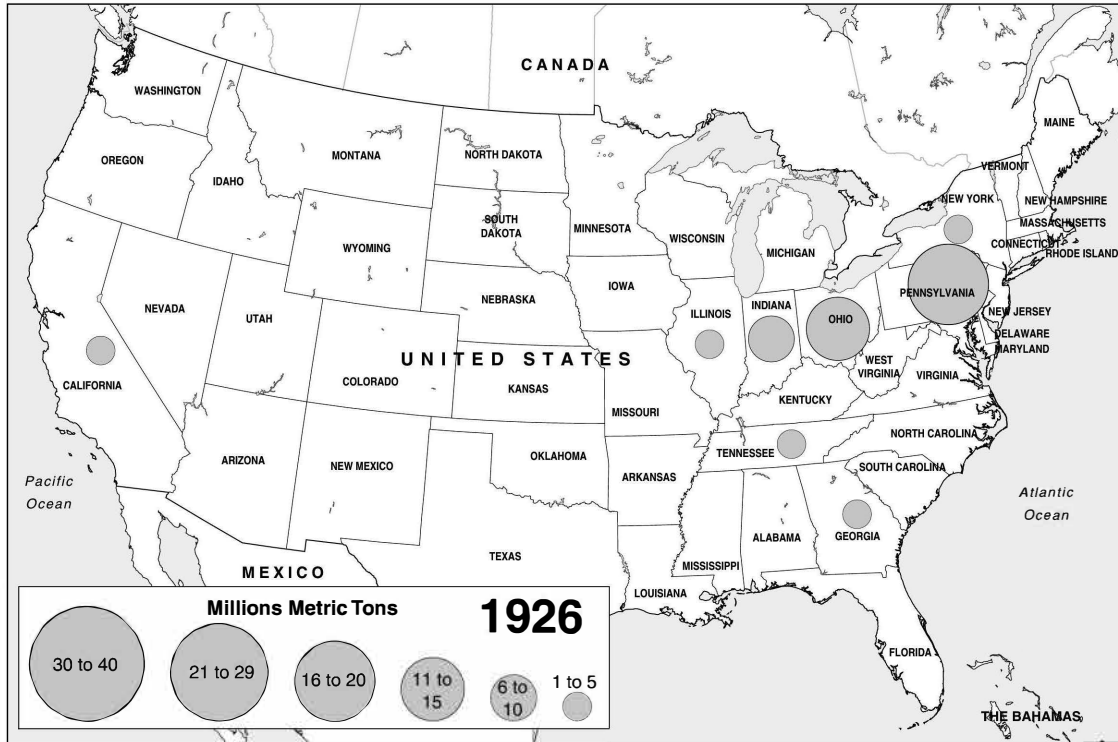 CANADA
WASHINGTON
MAINE
MONTANA
NORTH DAKOTA
OREGON
VERMONT
IDAHO
NEW YORK
NEW HAMPSHIRE
SOUTH
DAKOTA
MINNESOTA
MASSACHUSETTS
WISCONSIN
WYOMING
MICHIGAN
CONNECTICUT
RHODE ISLAND
IOWA
PENNSYLVANIA
NEBRASKA
NEVADA
INDIANA
NEW JERSEY
ILLINOIS
OHIO
UTAH
DELAWARE
MARYLAND
UNITED STATES
WEST
VIRGINIA
VIRGINIA
CALIFORNIA
COLORADO
KANSAS
KENTUCKY
MISSOURI
NORTH CAROLINA
TENNESSEE
OKLAHOMA
ARIZONA
NEW MEXICO
SOUTH CAROLINA
ARKANSAS
Pacific
Ocean
Atlantic
Ocean
ALABAMA
GEORGIA
TEXAS
MISSISSIPPI
MEXICO
LOUISIANA
FLORIDA
THE BAHAMAS
Millions Metric Tons
1926
30 to 40
21 to 29
16 to 20
11 to
15
6 to
10
1 to 5